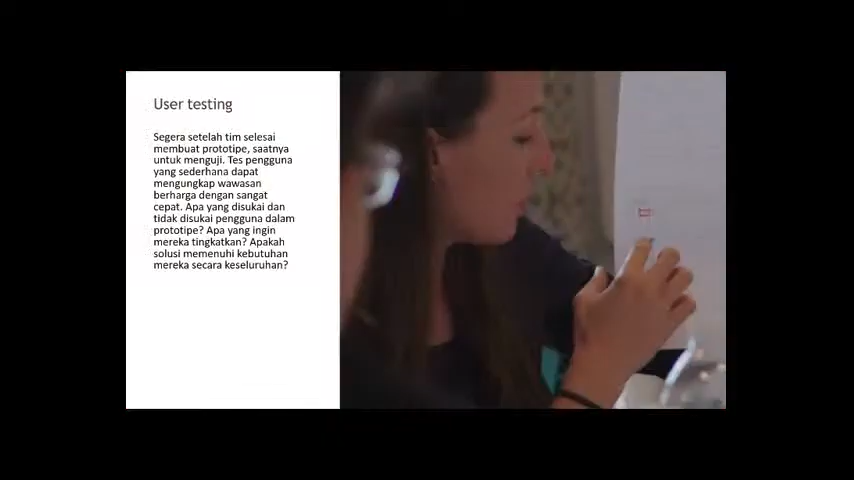 User testing
Segera setelah tim selesai
membuat prototipe, saatnya
untuk menguji. Tes pengguna
yang sederhana dapat
mengungkap wawasan
berharga dengan sangat
cepat. Apa yang disukai dan
tidak disukai pengguna dalam
prototipe? Apa yang ingin
mereka tingkatkan? Apakah
solusi memenuhi kebutuhan
mereka secara keseluruhan?